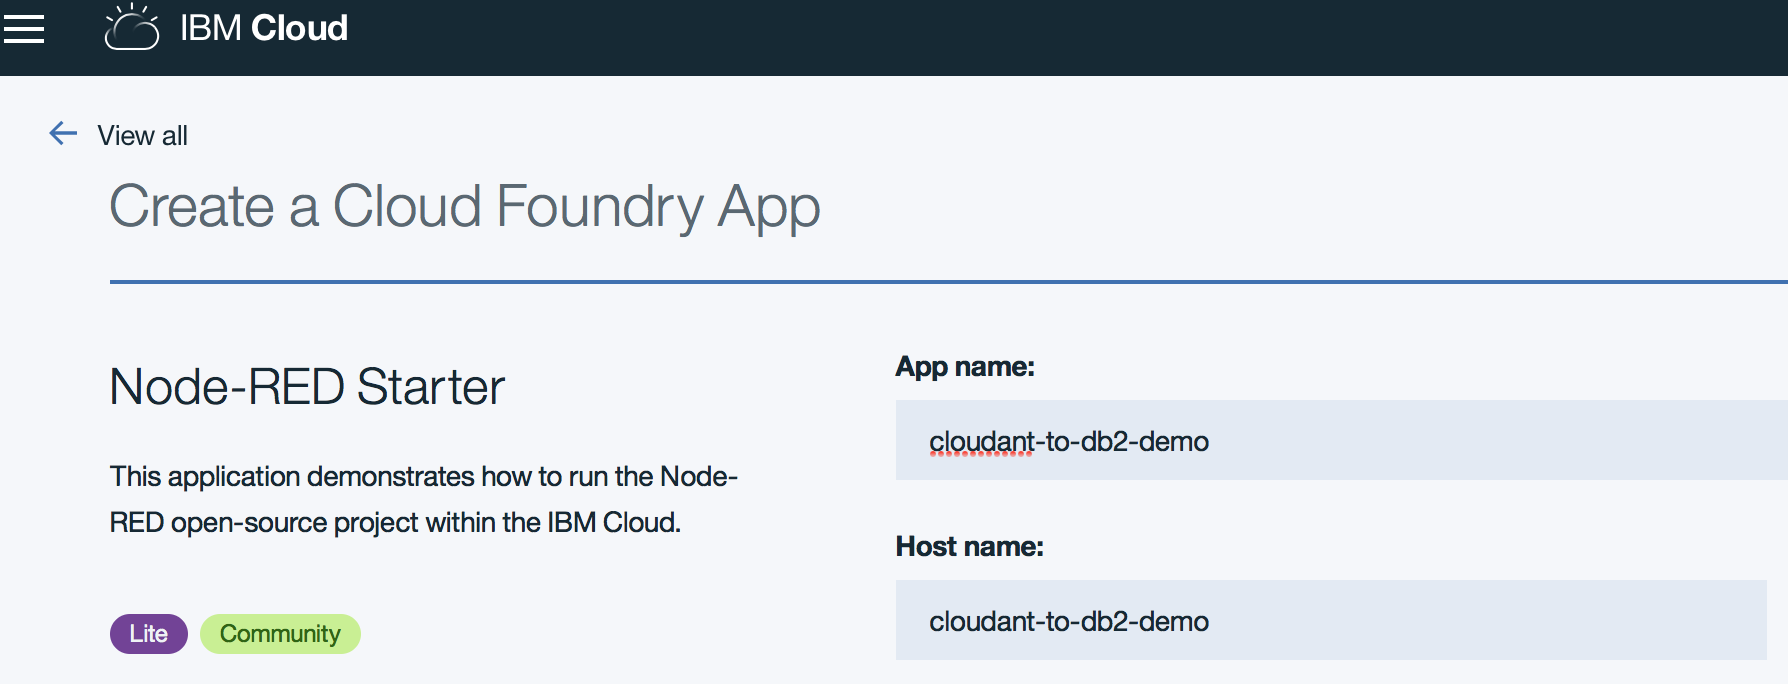 IBM Cloud
View all
Create a Cloud Foundry App
Node-RED Starter
This application demonstrates how to run the Node-
RED open-source project within the IBM Cloud.
Lite
Community
App name:
cloudant-to-db2-demo
Host name:
cloudant-to-db2-demo